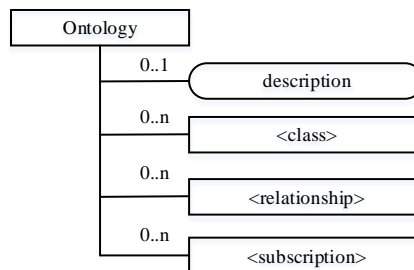 Ontology
0..1
description
0..n
<class>
0..n
<relationship>
0..n
<subscription>